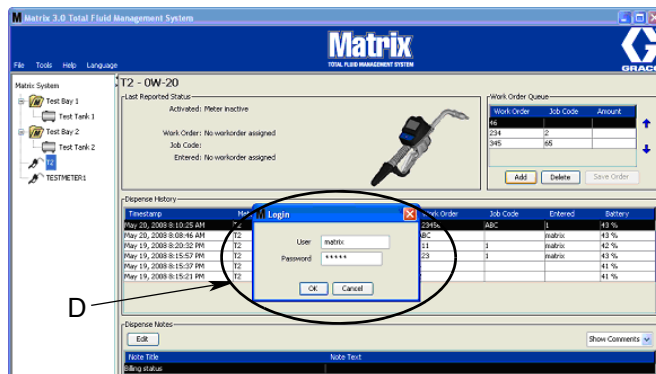 Matrix 3.0 Total Fluid Management System
Matrix
TOTAL FLUID MANAGEMENT SYSTEM
GRACO
File Tools Help Language
Matrix System
Test Bay 1
Test Tank 1
Test Bay 2
Test Tank 2
T2
TESTMETER1
T2 - 0W-20
Last Reported Status
Activated: Meter inactive
Work Order: No workorder assigned
Job Code:
Entered: No workorder assigned
Work Order Queue
Work Order Job Code Amount
46
234 2
345 65
Add Delete Save Order
Dispense History
Timestamp Work Order Job Code Entered Battery
May 20, 2008 8:10:25 AM T2 23456 ABC 1 43 %
May 20, 2008 8:08:46 AM T2 ABC matrix 43 %
May 19, 2008 8:20:32 PM T2 11 1 matrix 42 %
May 19, 2008 8:15:57 PM T2 23 1 matrix 43 %
May 19, 2008 8:15:37 PM T2 41 %
May 19, 2008 8:15:21 PM T2 41 %
Login
User matrix
Password *****
OK Cancel
D
Dispense Notes
Edit Show Comments
Note Title Note Text
Billing status